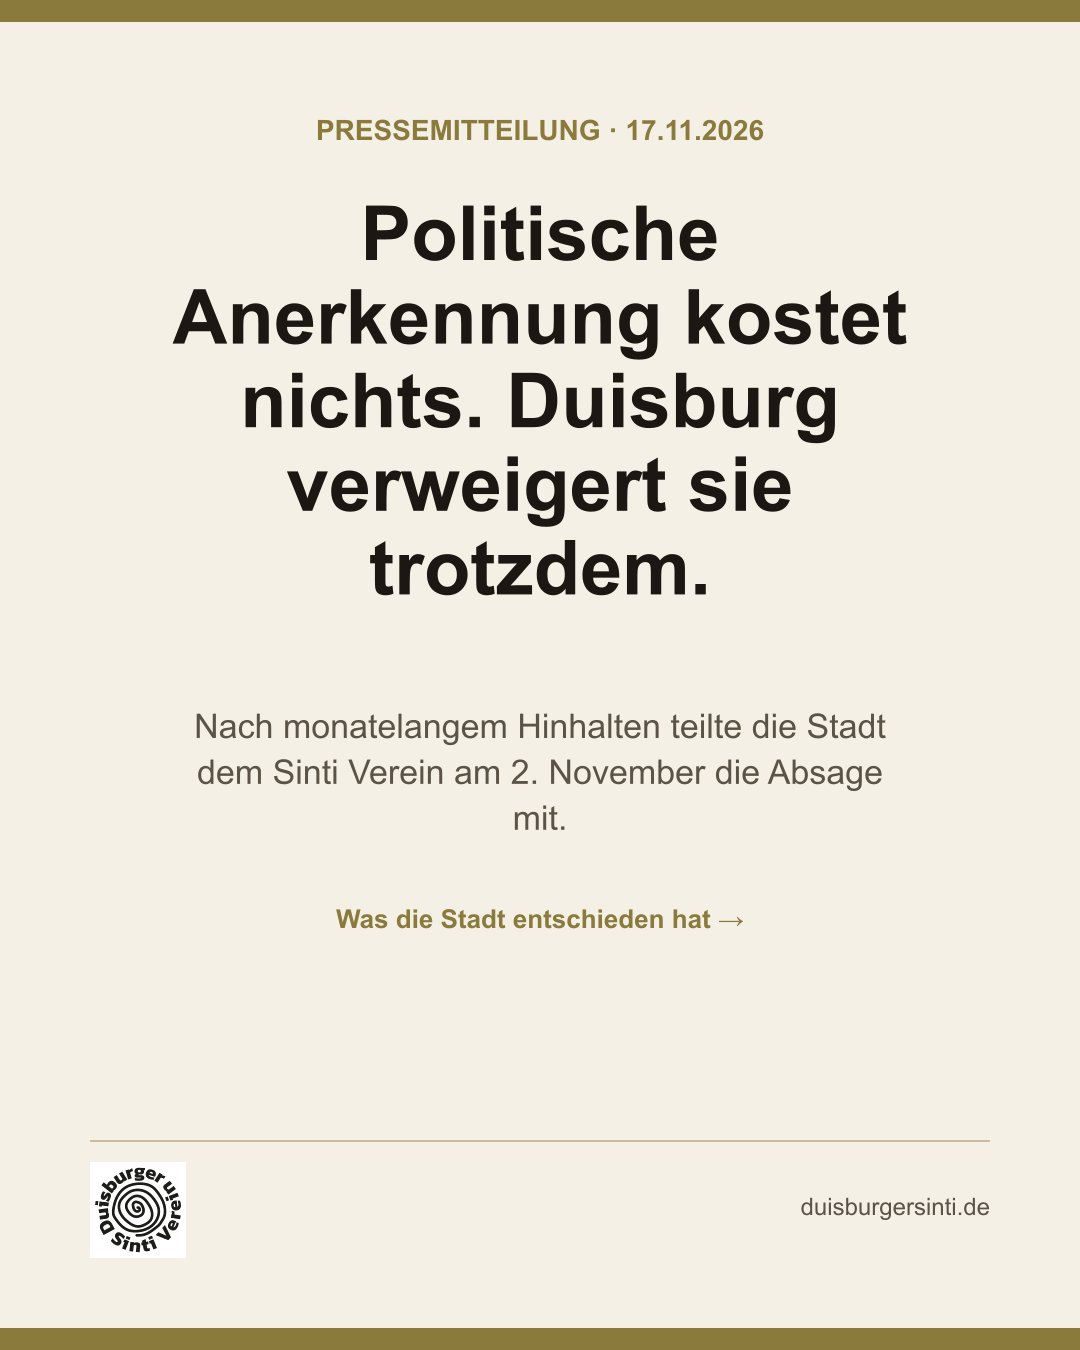 PRESSEMITTEILUNG · 17.11.2026
Politische
Anerkennung kostet
nichts. Duisburg
verweigert sie
trotzdem.
Nach monatelangem Hinhalten teilte die Stadt
dem Sinti Verein am 2. November die Absage
mit.
Was die Stadt entschieden hat →
Duisburger Sinti Verein
duisburgersinti.de